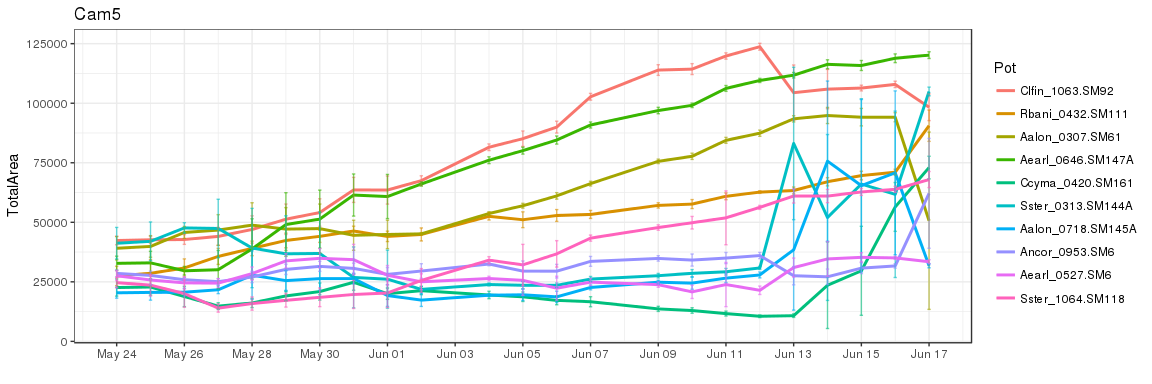 Cam5
TotalArea
125000
100000
75000
50000
25000
0
May 24 May 26 May 28 May 30 Jun 01 Jun 03 Jun 05 Jun 07 Jun 09 Jun 11 Jun 13 Jun 15 Jun 17
Pot
Clfin_1063.SM92
Rbani_0432.SM111
Aalon_0307.SM61
Aearl_0646.SM147A
Ccyma_0420.SM161
Sster_0313.SM144A
Aalon_0718.SM145A
Ancor_0953.SM6
Aearl_0527.SM6
Sster_1064.SM118